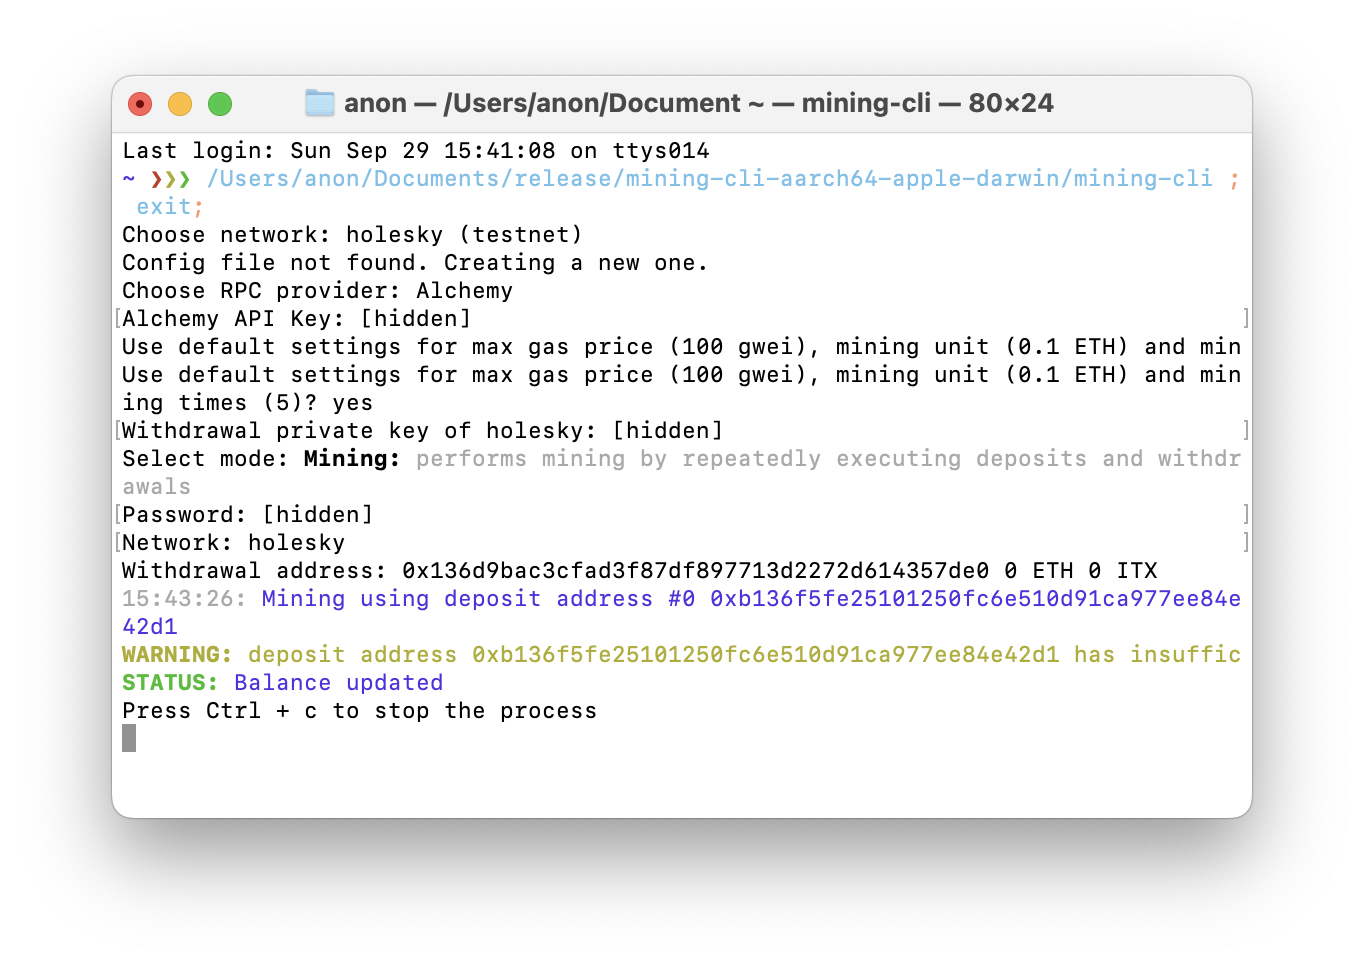 anon — /Users/anon/Document ~ — mining-cli — 80×24
Last login: Sun Sep 29 15:41:08 on ttys014
~ ❯❯❯ /Users/anon/Documents/release/mining-cli-aarch64-apple-darwin/mining-cli ;
exit;
Choose network: holesky (testnet)
Config file not found. Creating a new one.
Choose RPC provider: Alchemy
[Alchemy API Key: [hidden] ]
Use default settings for max gas price (100 gwei), mining unit (0.1 ETH) and min
Use default settings for max gas price (100 gwei), mining unit (0.1 ETH) and min
ing times (5)? yes
[Withdrawal private key of holesky: [hidden] ]
Select mode: Mining: performs mining by repeatedly executing deposits and withdr
awals
[Password: [hidden] ]
[Network: holesky ]
Withdrawal address: 0x136d9bac3cfad3f87df897713d2272d614357de0 0 ETH 0 ITX
15:43:26: Mining using deposit address #0 0xb136f5fe25101250fc6e510d91ca977ee84e
42d1
WARNING: deposit address 0xb136f5fe25101250fc6e510d91ca977ee84e42d1 has insuffic
STATUS: Balance updated
Press Ctrl + c to stop the process